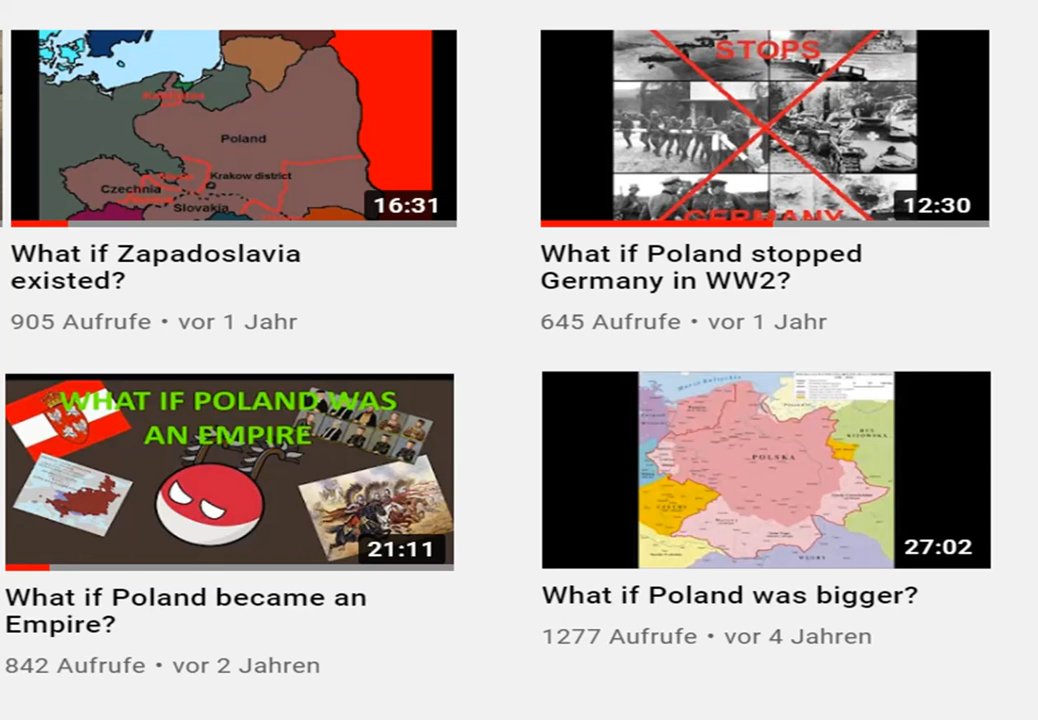 Poland
Krakow district
Czechnia
Slovakia
16:31
What if Zapadoslavia
existed?
905 Aufrufe • vor 1 Jahr
STOPS
GERMANY
12:30
What if Poland stopped
Germany in WW2?
645 Aufrufe • vor 1 Jahr
WHAT IF POLAND WAS
AN EMPIRE
21:11
What if Poland became an
Empire?
842 Aufrufe • vor 2 Jahren
POLSKA
WĘGRY
27:02
What if Poland was bigger?
1277 Aufrufe • vor 4 Jahren